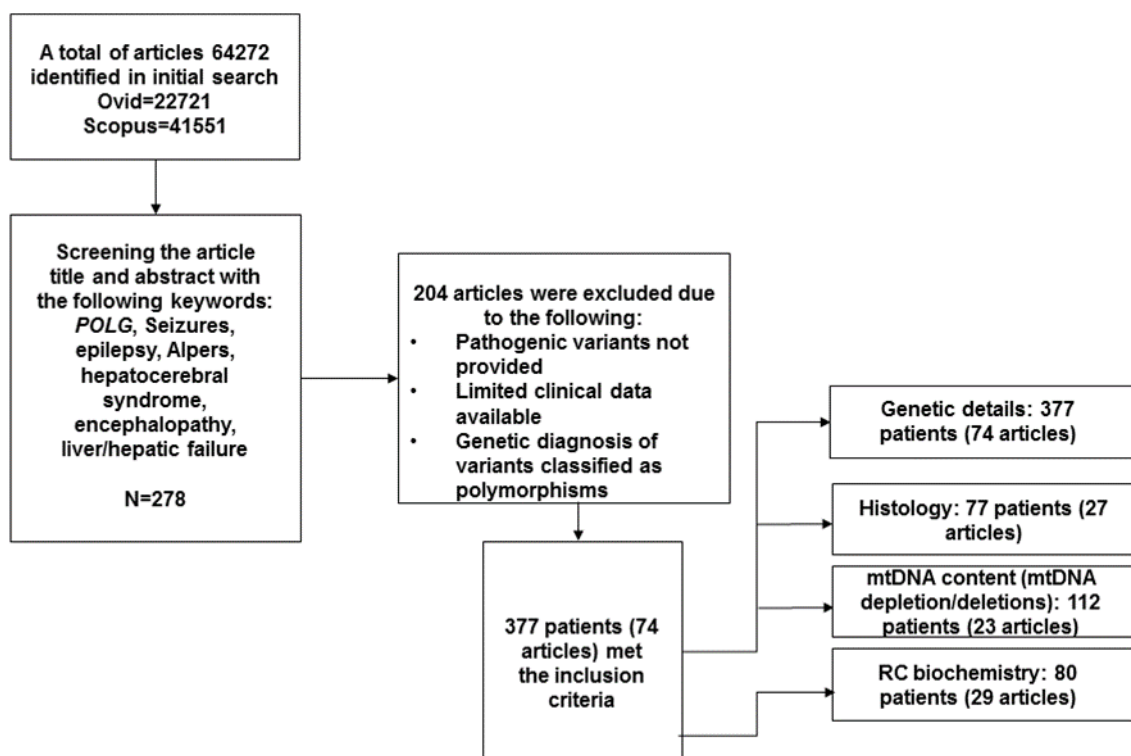 A total of articles 64272
identified in initial search
Ovid=22721
Scopus=41551
Screening the article
title and abstract with
the following keywords:
POLG, Seizures,
epilepsy, Alpers,
hepatocerebral
syndrome,
encephalopathy,
liver/hepatic failure
N=278
204 articles were excluded due
to the following:
• Pathogenic variants not
provided
• Limited clinical data
available
• Genetic diagnosis of
variants classified as
polymorphisms
377 patients (74
articles) met
the inclusion
criteria
Genetic details: 377
patients (74 articles)
Histology: 77 patients (27
articles)
mtDNA content (mtDNA
depletion/deletions): 112
patients (23 articles)
RC biochemistry: 80
patients (29 articles)